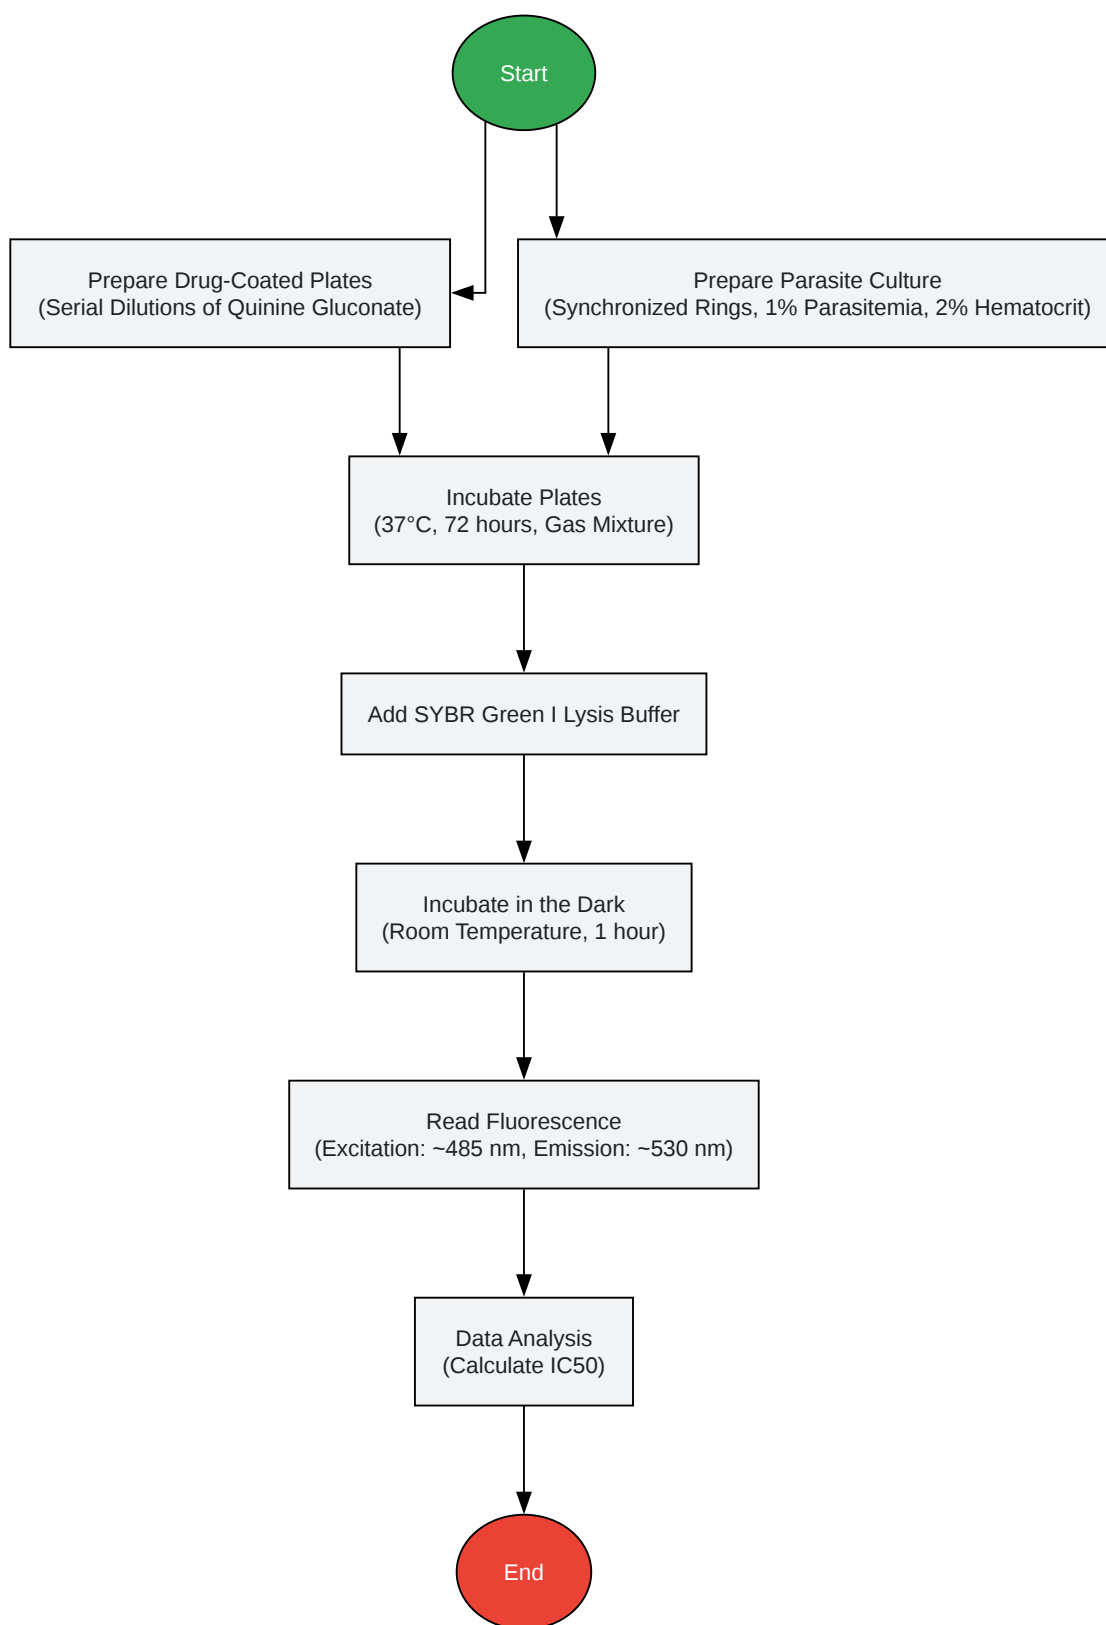 Start
Prepare Drug-Coated Plates
(Serial Dilutions of Quinine Gluconate)
Prepare Parasite Culture
(Synchronized Rings, 1% Parasitemia, 2% Hematocrit)
Incubate Plates
(37°C, 72 hours, Gas Mixture)
Add SYBR Green I Lysis Buffer
Incubate in the Dark
(Room Temperature, 1 hour)
Read Fluorescence
(Excitation: ~485 nm, Emission: ~530 nm)
Data Analysis
(Calculate IC50)
End